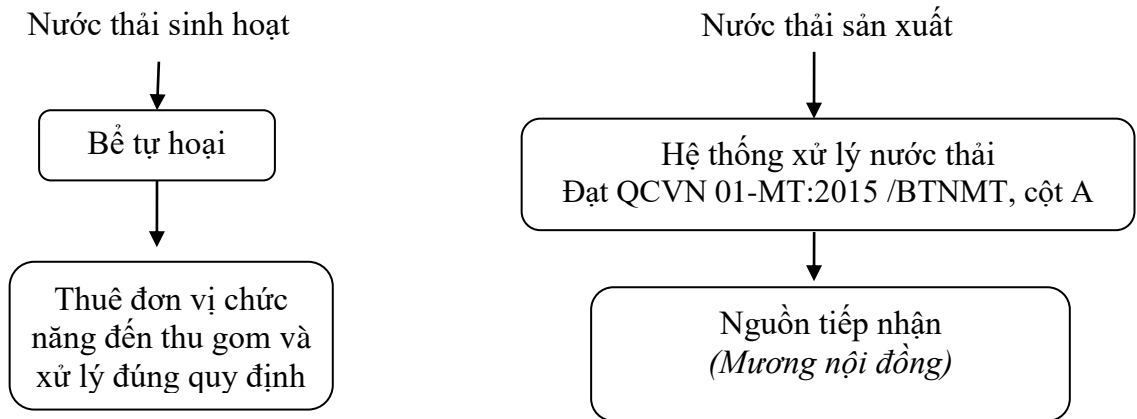 Nước thải sinh hoạt
Bể tự hoại
Thuê đơn vị chức
năng đến thu gom và
xử lý đúng quy định
Nước thải sản xuất
Hệ thống xử lý nước thải
Đạt QCVN 01-MT:2015 /BTNMT, cột A
Nguồn tiếp nhận
(Mương nội đồng)